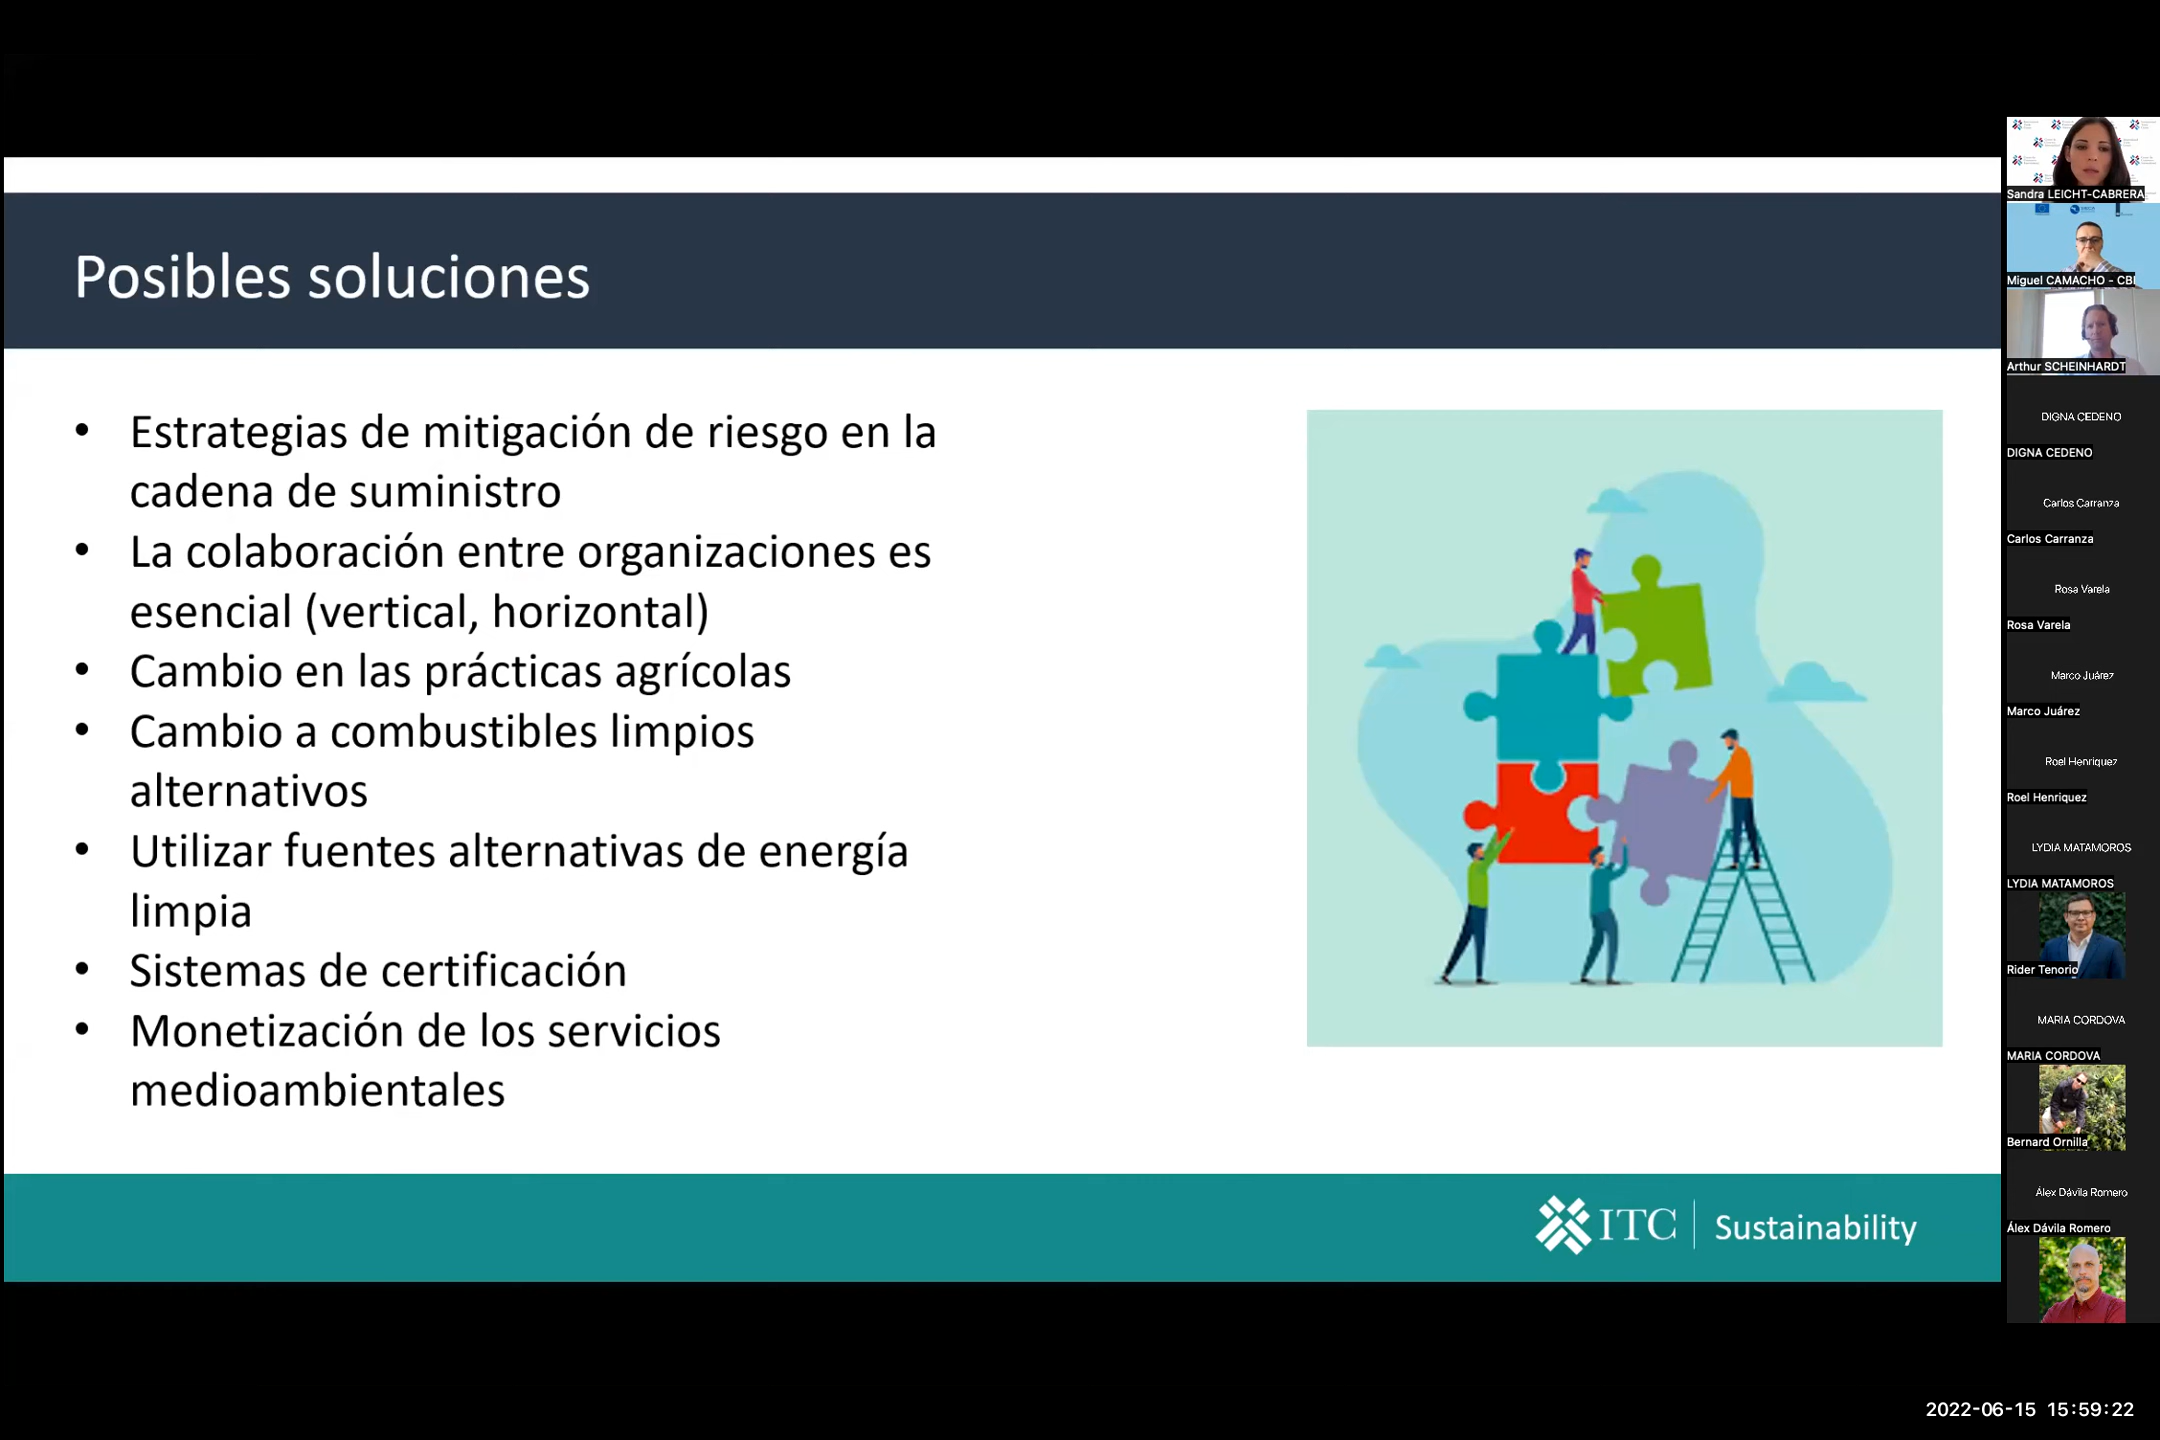 Posibles soluciones
• Estrategias de mitigación de riesgo en la
cadena de suministro
• La colaboración entre organizaciones es
esencial (vertical, horizontal)
• Cambio en las prácticas agrícolas
• Cambio a combustibles limpios
alternativos
• Utilizar fuentes alternativas de energía
limpia
• Sistemas de certificación
• Monetización de los servicios
medioambientales
ITC | Sustainability
Sandra LEICHT-CABRERA
Miguel CAMACHO - CBI
Arthur SCHEINHARDT
DIGNA CEDENO
DIGNA CEDENO
Carlos Carranza
Carlos Carranza
Rosa Varela
Rosa Varela
Marco Juárez
Marco Juárez
Roel Henriquez
Roel Henriquez
LYDIA MATAMOROS
LYDIA MATAMOROS
Rider Tenorio
MARIA CORDOVA
MARIA CORDOVA
Bernard Ornilla
Álex Dávila Romero
Álex Dávila Romero
2022-06-15 15:59:22